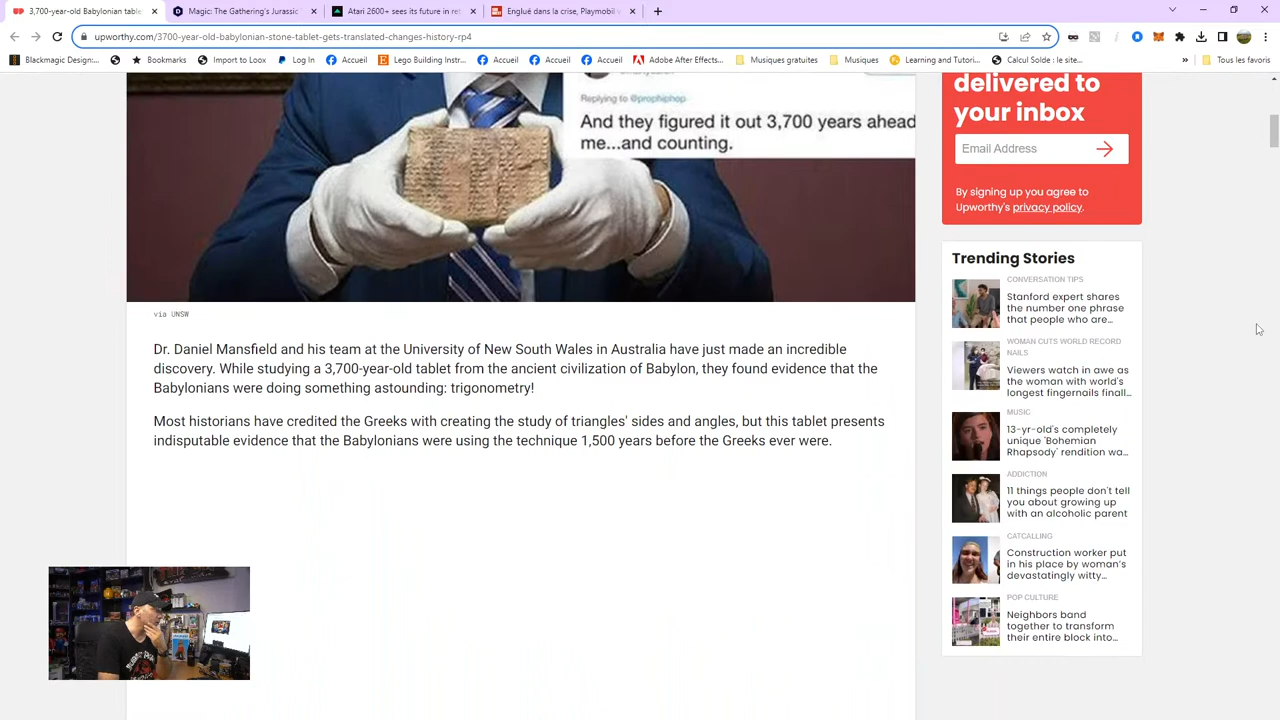 3,700-year-old Babylonian table
Magic: The Gathering's Jurassic
Atari 2600+ sees its future in ret
Englué dans la crise, Playmobil v
upworthy.com/3700-year-old-babylonian-stone-tablet-gets-translated-changes-history-rp4
Blackmagic Design:...
Bookmarks
Import to Loox
Log In
Accueil
Lego Building Instr...
Accueil
Accueil
Accueil
Adobe After Effects...
Musiques gratuites
Musiques
Learning and Tutori...
Calcul Solde : le site...
»
Tous les favoris
Replying to @prophiphop
And they figured it out 3,700 years ahead
me...and counting.
via UNSW
Dr. Daniel Mansfield and his team at the University of New South Wales in Australia have just made an incredible
discovery. While studying a 3,700-year-old tablet from the ancient civilization of Babylon, they found evidence that the
Babylonians were doing something astounding: trigonometry!
Most historians have credited the Greeks with creating the study of triangles' sides and angles, but this tablet presents
indisputable evidence that the Babylonians were using the technique 1,500 years before the Greeks ever were.
delivered to
your inbox
Email Address
By signing up you agree to
Upworthy's privacy policy.
Trending Stories
CONVERSATION TIPS
Stanford expert shares
the number one phrase
that people who are...
WOMAN CUTS WORLD RECORD
NAILS
Viewers watch in awe as
the woman with world's
longest fingernails finall...
MUSIC
13-yr-old's completely
unique 'Bohemian
Rhapsody' rendition wa...
ADDICTION
11 things people don't tell
you about growing up
with an alcoholic parent
CATCALLING
Construction worker put
in his place by woman's
devastatingly witty...
POP CULTURE
Neighbors band
together to transform
their entire block into...